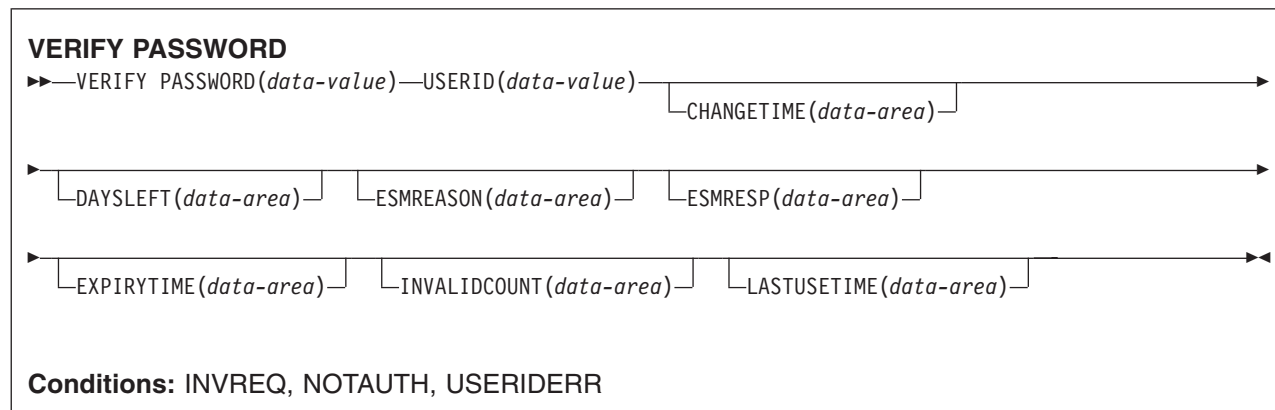 VERIFY PASSWORD
VERIFY PASSWORD(data-value) USERID(data-value)
CHANGETIME(data-area)
DAYSLEFT(data-area) ESMREASON(data-area) ESMRESP(data-area)
EXPIRYTIME(data-area) INVALIDCOUNT(data-area) LASTUSETIME(data-area)
Conditions: INVREQ, NOTAUTH, USERIDERR